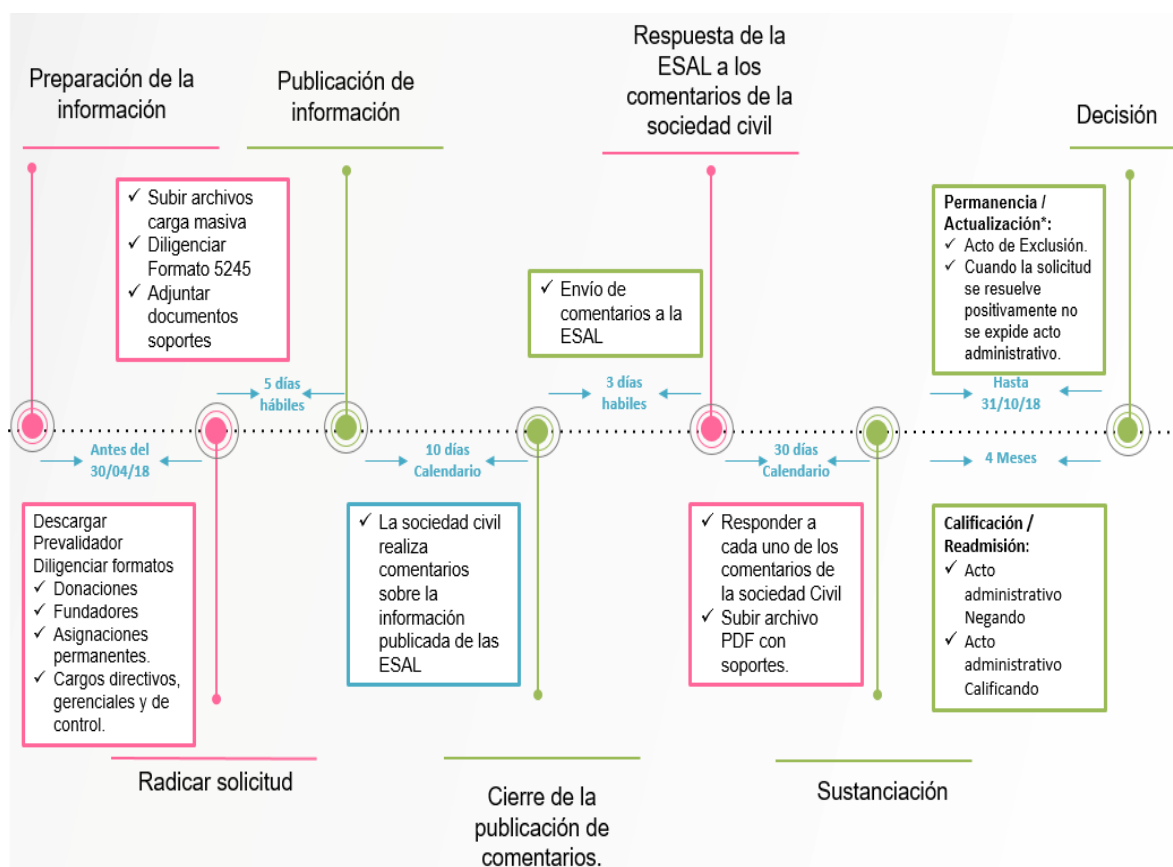 Preparación de la
información
Publicación de
información
Respuesta de la
ESAL a los
comentarios de la
sociedad civil
Decisión
✓ Subir archivos
carga masiva
✓ Diligenciar
Formato 5245
✓ Adjuntar
documentos
soportes
✓ Envío de
comentarios a la
ESAL
Permanencia /
Actualización*:
✓ Acto de Exclusión.
✓ Cuando la solicitud
se resuelve
positivamente no
se expide acto
administrativo.
5 días
hábiles
3 días
habiles
Hasta
31/10/18
Antes del
30/04/18
10 días
Calendario
30 días
Calendario
4 Meses
Descargar
Prevalidador
Diligenciar formatos
✓ Donaciones
✓ Fundadores
✓ Asignaciones
permanentes.
✓ Cargos directivos,
gerenciales y de
control.
✓ La sociedad civil
realiza
comentarios
sobre la
información
publicada de las
ESAL
✓ Responder a
cada uno de los
comentarios de
la sociedad Civil
✓ Subir archivo
PDF con
soportes.
Calificación /
Readmisión:
✓ Acto
administrativo
Negando
✓ Acto
administrativo
Calificando
Radicar solicitud
Cierre de la
publicación de
comentarios.
Sustanciación